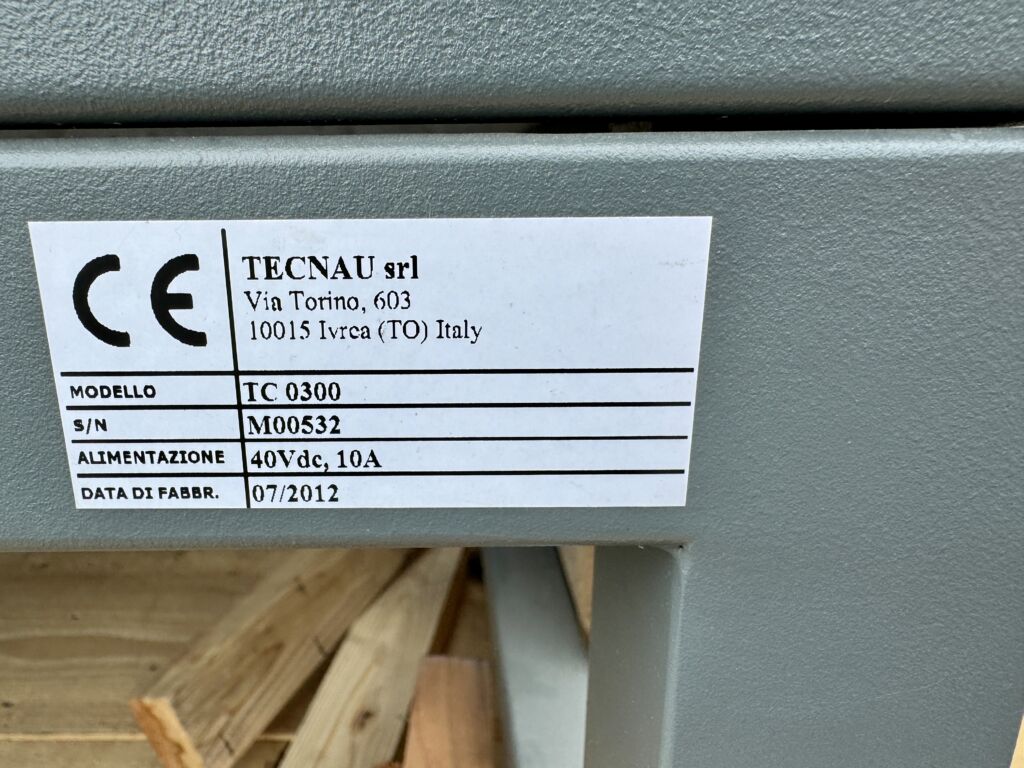 CE
TECNAU srl
Via Torino, 603
10015 Ivrea (TO) Italy
MODELLO TC 0300
S/N M00532
ALIMENTAZIONE 40Vdc, 10A
DATA DI FABBR. 07/2012